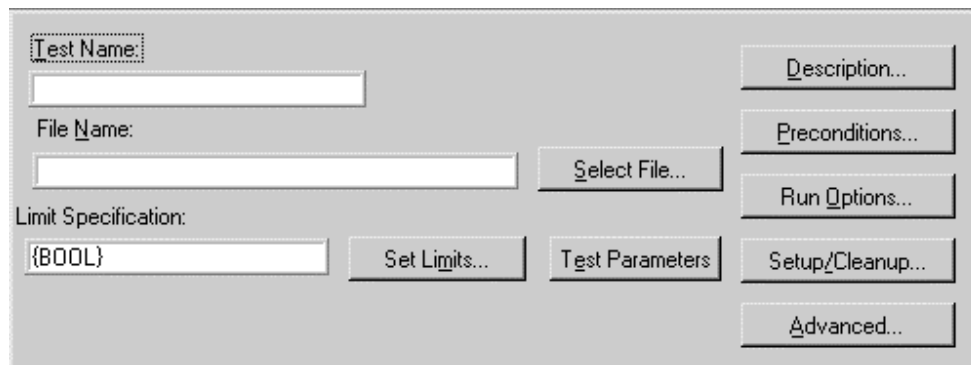 Test Name:
Description...
File Name:
Preconditions...
Select File...
Run Options...
Limit Specification:
{BOOL}
Set Limits...
Test Parameters
Setup/Cleanup...
Advanced...